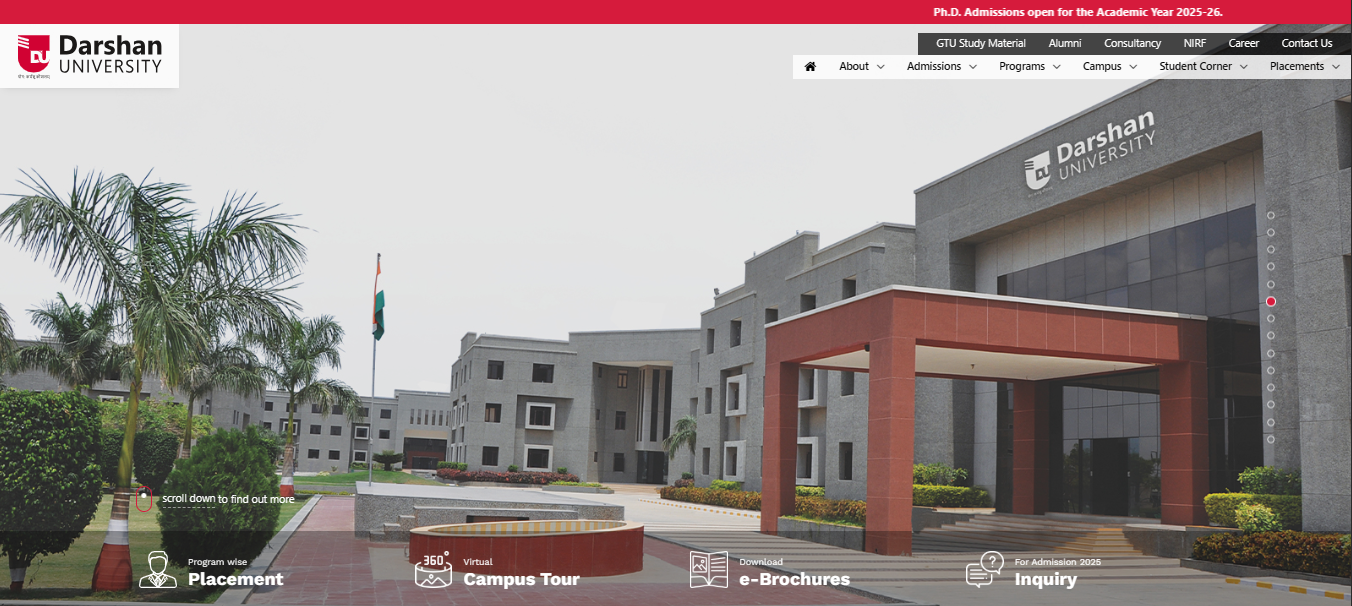 Ph.D. Admissions open for the Academic Year 2025-26.
Darshan
UNIVERSITY
GTU Study Material Alumni Consultancy NIRF Career Contact Us
About Admissions Programs Campus Student Corner Placements
Darshan
UNIVERSITY
scroll down to find out more
Program wise
Placement
360°
Virtual
Campus Tour
Download
e-Brochures
For Admission 2025
Inquiry